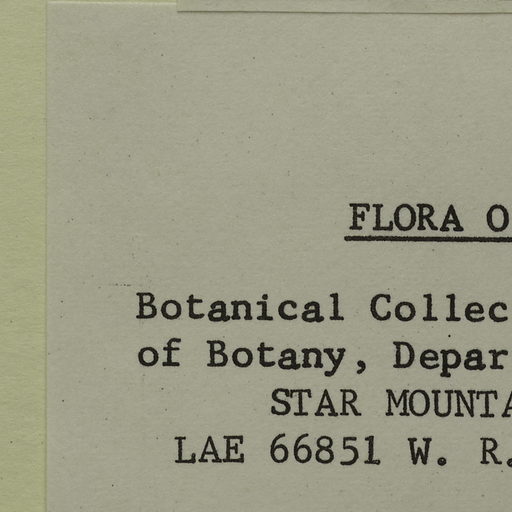 FLORA O
Botanical Collec
of Botany, Depar
STAR MOUNTA
LAE 66851 W. R.